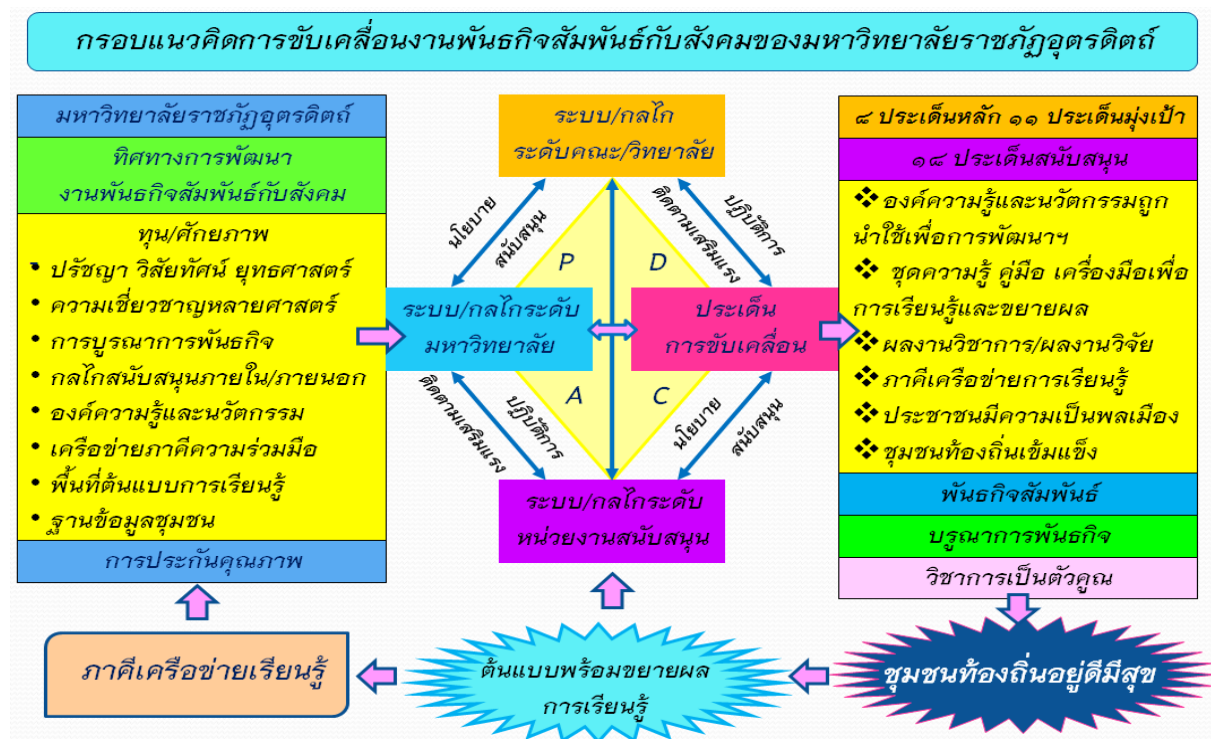 กรอบแนวคิดการขับเคลื่อนงานพันธกิจสัมพันธ์กับสังคมของมหาวิทยาลัยราชภัฏอุตรดิตถ์
มหาวิทยาลัยราชภัฏอุตรดิตถ์
ทิศทางการพัฒนา
งานพันธกิจสัมพันธ์กับสังคม
ทุน/ศักยภาพ
• ปรัชญา วิสัยทัศน์ ยุทธศาสตร์
• ความเชี่ยวชาญหลายศาสตร์
• การบูรณาการพันธกิจ
• กลไกสนับสนุนภายใน/ภายนอก
• องค์ความรู้และนวัตกรรม
• เครือข่ายภาคีความร่วมมือ
• พื้นที่ต้นแบบการเรียนรู้
• ฐานข้อมูลชุมชน
การประกันคุณภาพ
ระบบ/กลไก
ระดับคณะ/วิทยาลัย
นโยบาย
สนับสนุน
ติดตามเสริมแรง
ปฏิบัติการ
P
D
ระบบ/กลไกระดับ
มหาวิทยาลัย
ประเด็น
การขับเคลื่อน
A
C
ติดตามเสริมแรง
ปฏิบัติการ
นโยบาย
สนับสนุน
ระบบ/กลไกระดับ
หน่วยงานสนับสนุน
๘ ประเด็นหลัก ๑๑ ประเด็นมุ่งเป้า
๑๔ ประเด็นสนับสนุน
❖องค์ความรู้และนวัตกรรมถูก
นำใช้เพื่อการพัฒนาฯ
❖ ชุดความรู้ คู่มือ เครื่องมือเพื่อ
การเรียนรู้และขยายผล
❖ผลงานวิชาการ/ผลงานวิจัย
❖ภาคีเครือข่ายการเรียนรู้
❖ประชาชนมีความเป็นพลเมือง
❖ชุมชนท้องถิ่นเข้มแข็ง
พันธกิจสัมพันธ์
บรูณาการพันธกิจ
วิชาการเป็นตัวคูณ
ภาคีเครือข่ายเรียนรู้
ต้นแบบพร้อมขยายผล
การเรียนรู้
ชุมชนท้องถิ่นอยู่ดีมีสุข